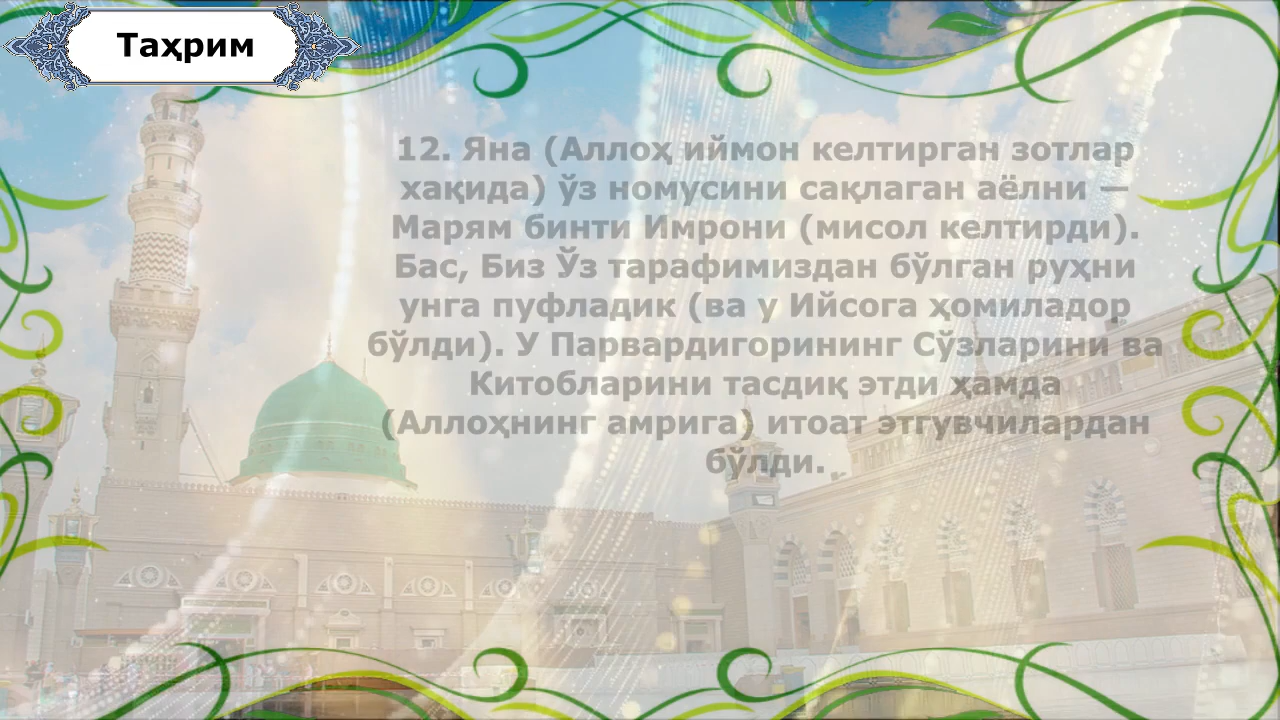 Таҳрим
12. Яна (Аллоҳ иймон келтирган зотлар
хақида) ўз номусини сақлаган аёлни —
Марям бинти Имрони (мисол келтирди).
Бас, Биз Ўз тарафимиздан бўлган руҳни
унга пуфладик (ва у Ийсога ҳомиладор
бўлди). У Парвардигорининг Сўзларини ва
Китобларини тасдиқ этди ҳамда
(Аллоҳнинг амрига) итоат этгувчилардан
бўлди.